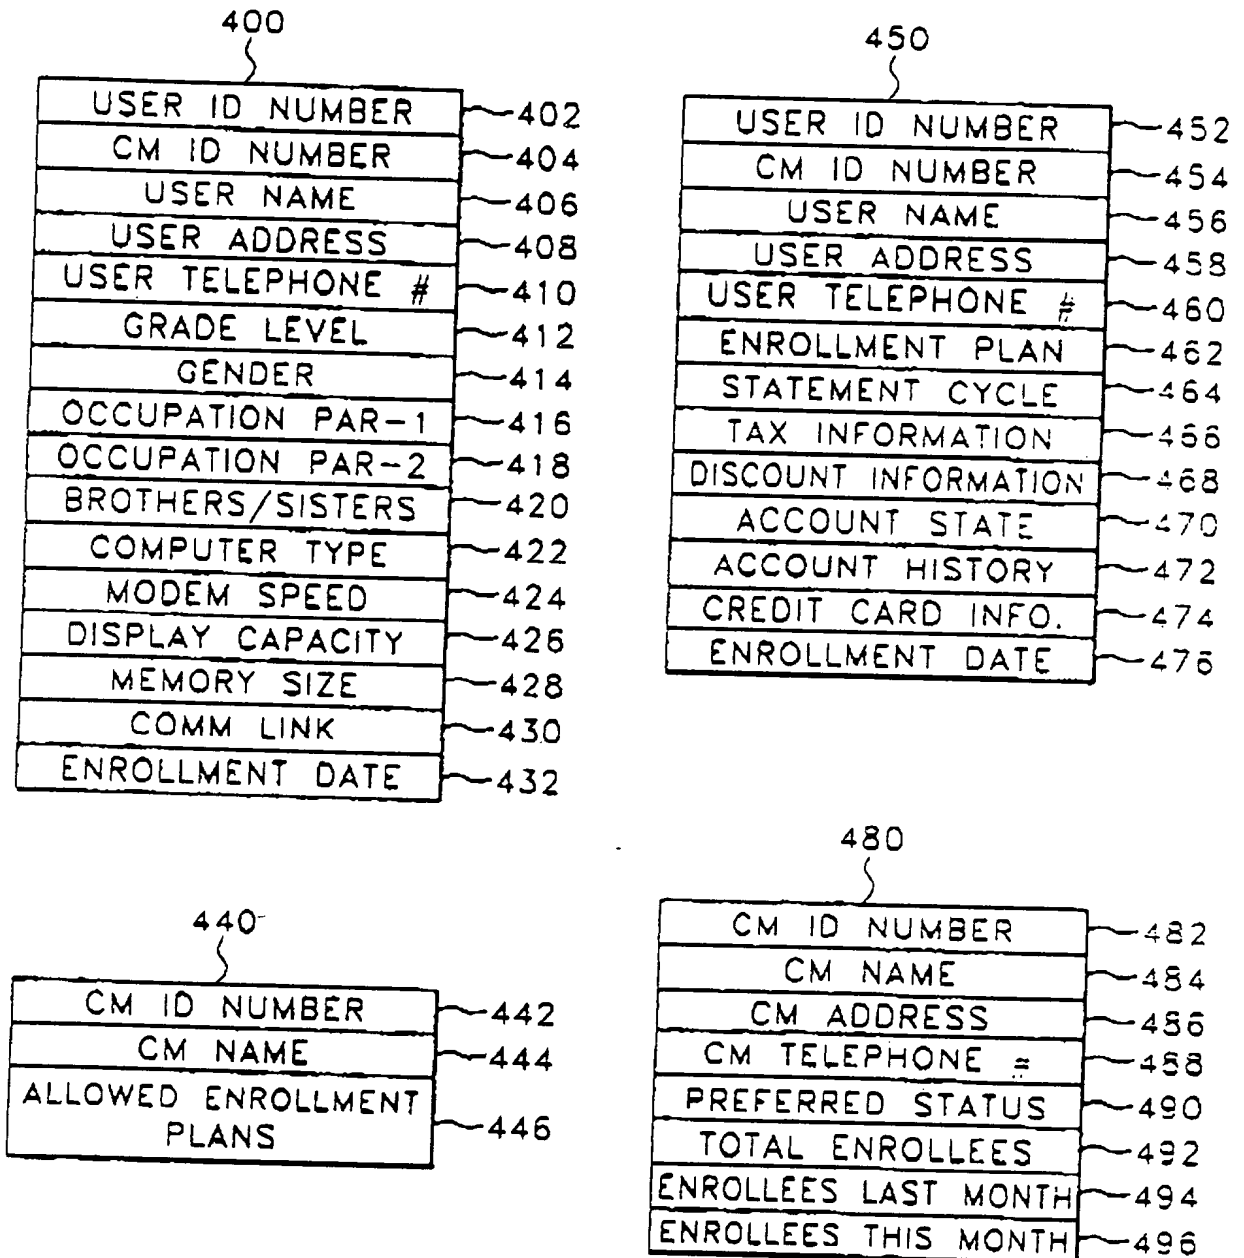 400
USER ID NUMBER 402
CM ID NUMBER 404
USER NAME 406
USER ADDRESS 408
USER TELEPHONE # 410
GRADE LEVEL 412
GENDER 414
OCCUPATION PAR-1 416
OCCUPATION PAR-2 418
BROTHERS/SISTERS 420
COMPUTER TYPE 422
MODEM SPEED 424
DISPLAY CAPACITY 426
MEMORY SIZE 428
COMM LINK 430
ENROLLMENT DATE 432
450
USER ID NUMBER 452
CM ID NUMBER 454
USER NAME 456
USER ADDRESS 458
USER TELEPHONE # 460
ENROLLMENT PLAN 462
STATEMENT CYCLE 464
TAX INFORMATION 466
DISCOUNT INFORMATION 468
ACCOUNT STATE 470
ACCOUNT HISTORY 472
CREDIT CARD INFO. 474
ENROLLMENT DATE 476
440
CM ID NUMBER 442
CM NAME 444
ALLOWED ENROLLMENT
PLANS 446
480
CM ID NUMBER 482
CM NAME 484
CM ADDRESS 486
CM TELEPHONE # 488
PREFERRED STATUS 490
TOTAL ENROLLEES 492
ENROLLEES LAST MONTH 494
ENROLLEES THIS MONTH 496